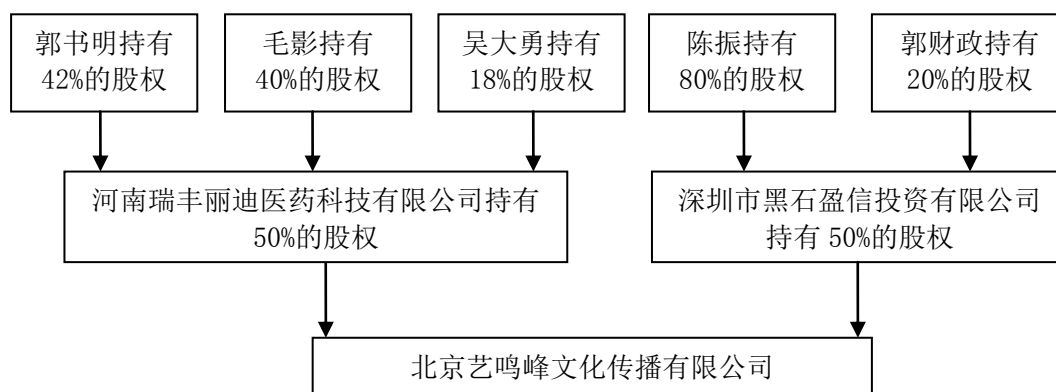 郭书明持有
42%的股权
毛影持有
40%的股权
吴大勇持有
18%的股权
陈振持有
80%的股权
郭财政持有
20%的股权
河南瑞丰丽迪医药科技有限公司持有
50%的股权
深圳市黑石盈信投资有限公司
持有 50%的股权
北京艺鸣峰文化传播有限公司